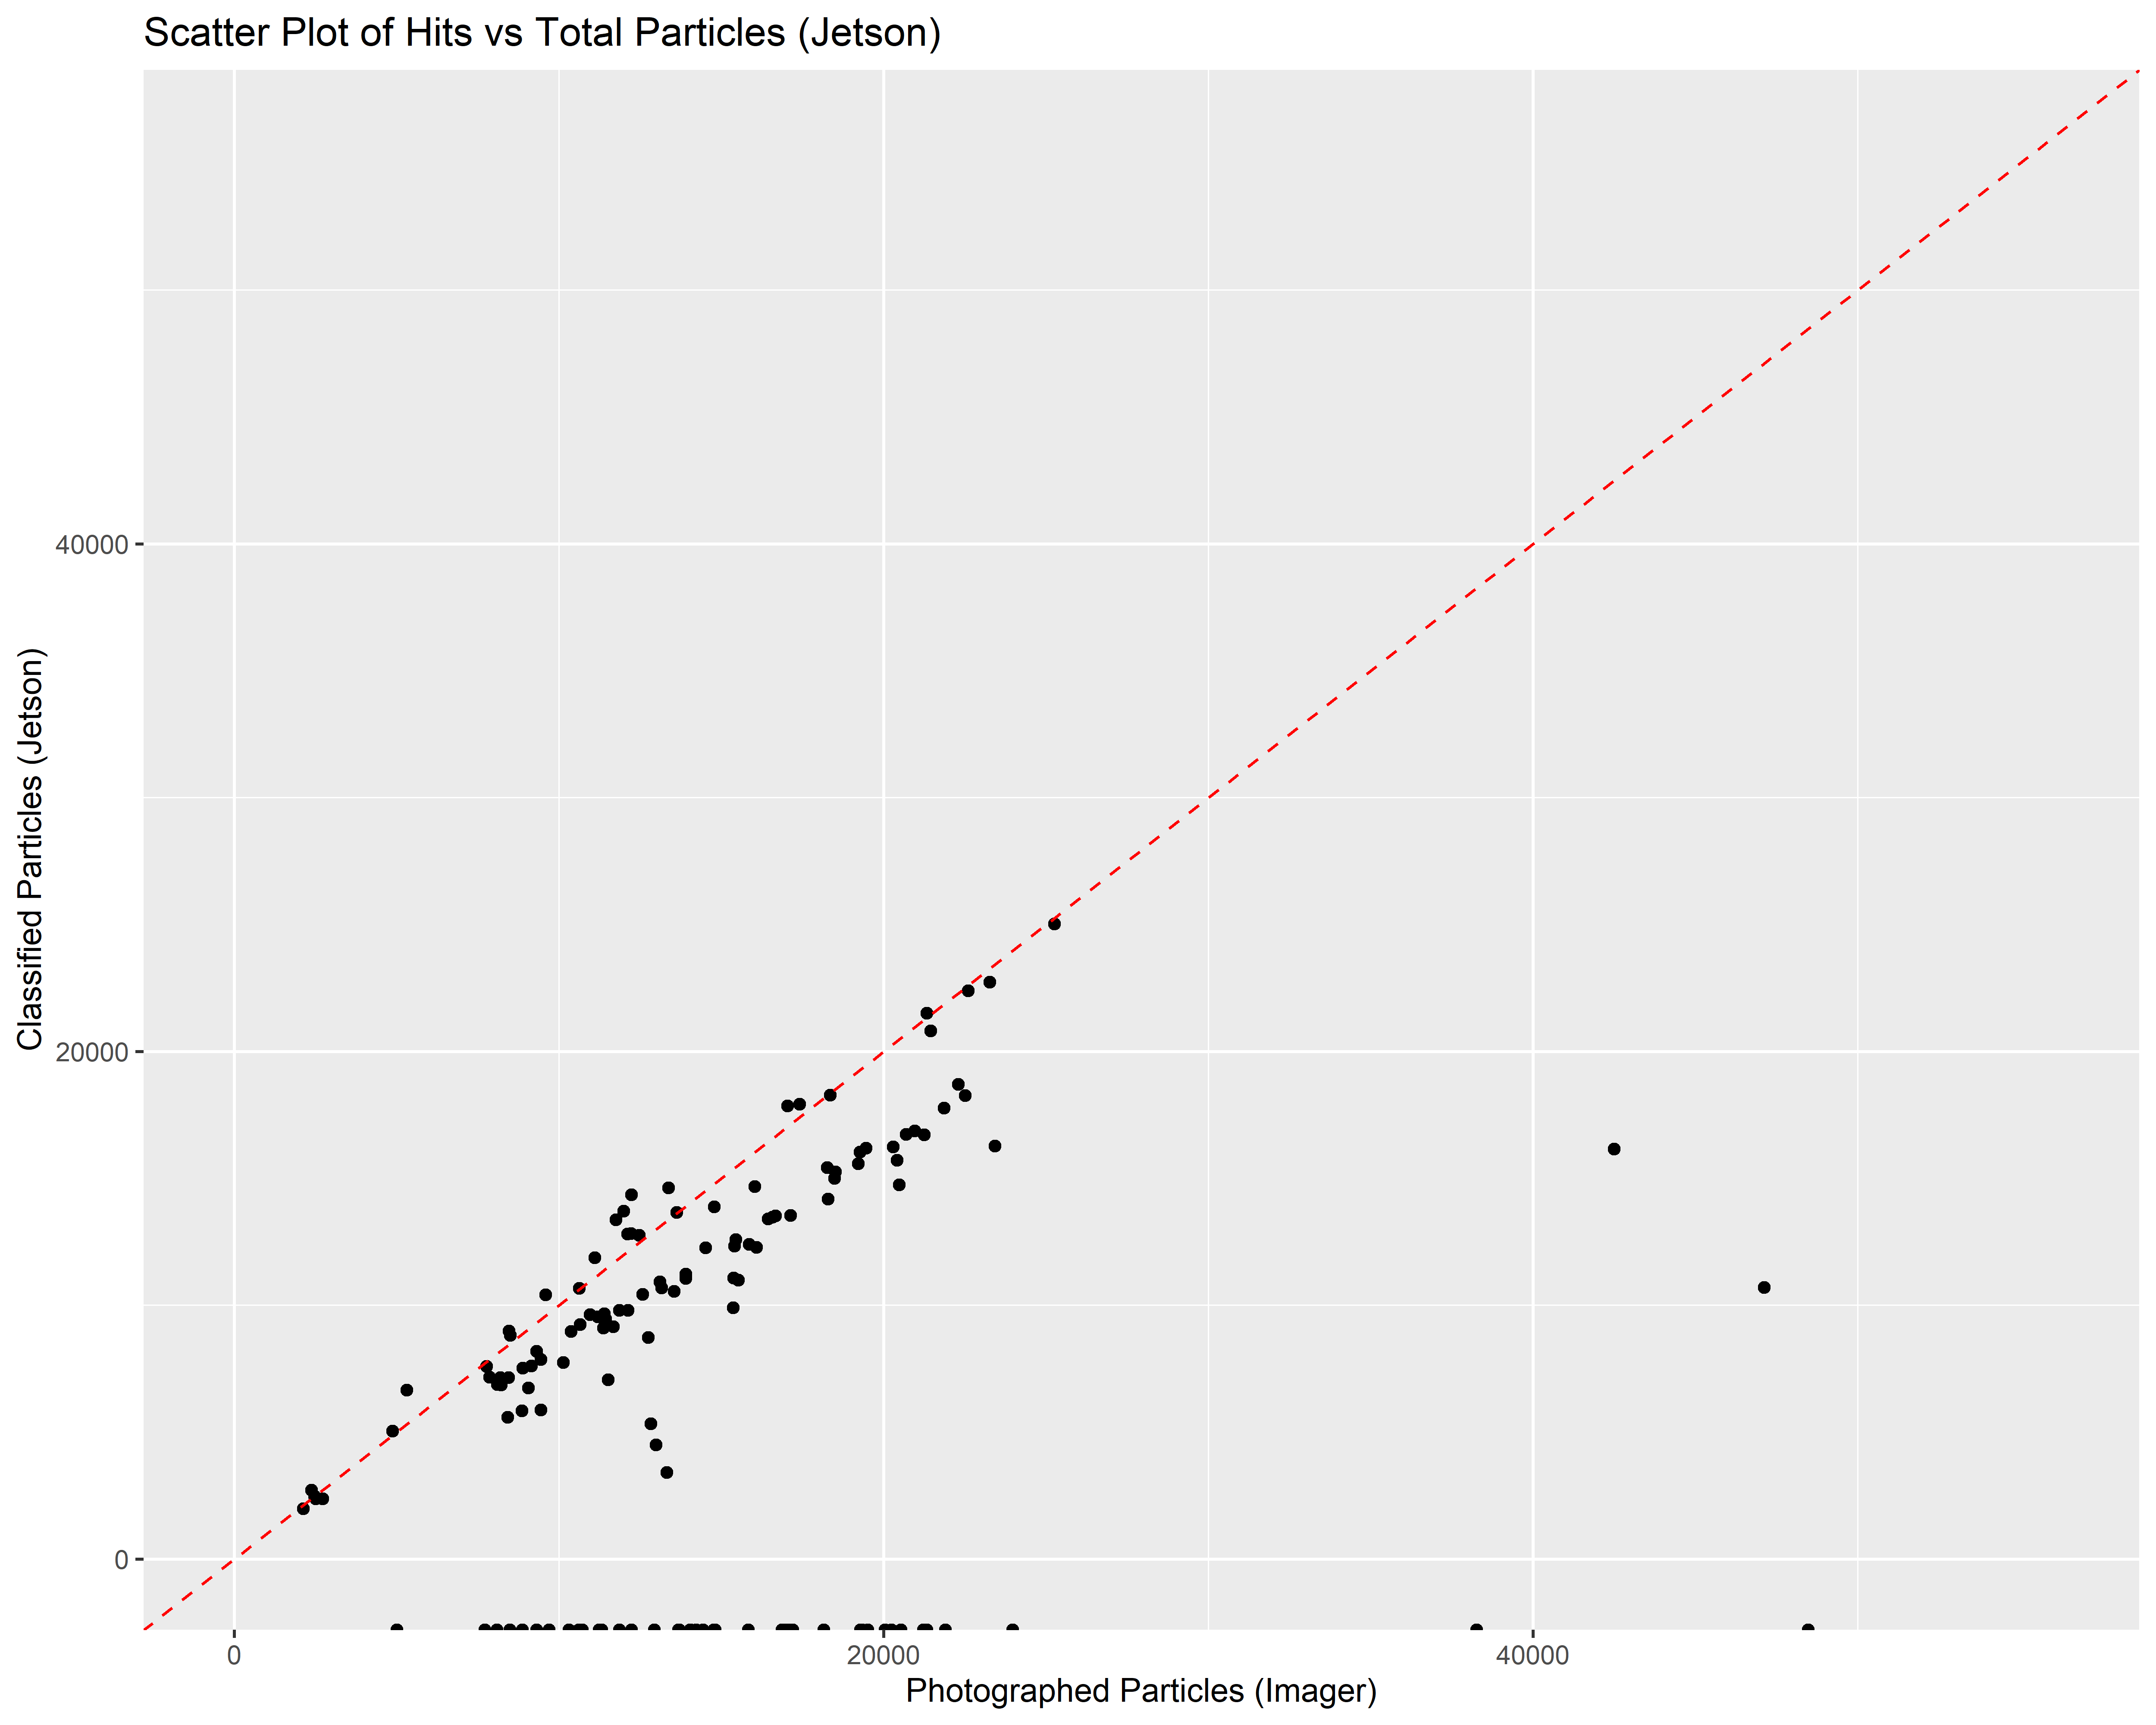 Scatter Plot of Hits vs Total Particles (Jetson)
Classified Particles (Jetson)
40000
20000
0
0
20000
40000
Photographed Particles (Imager)